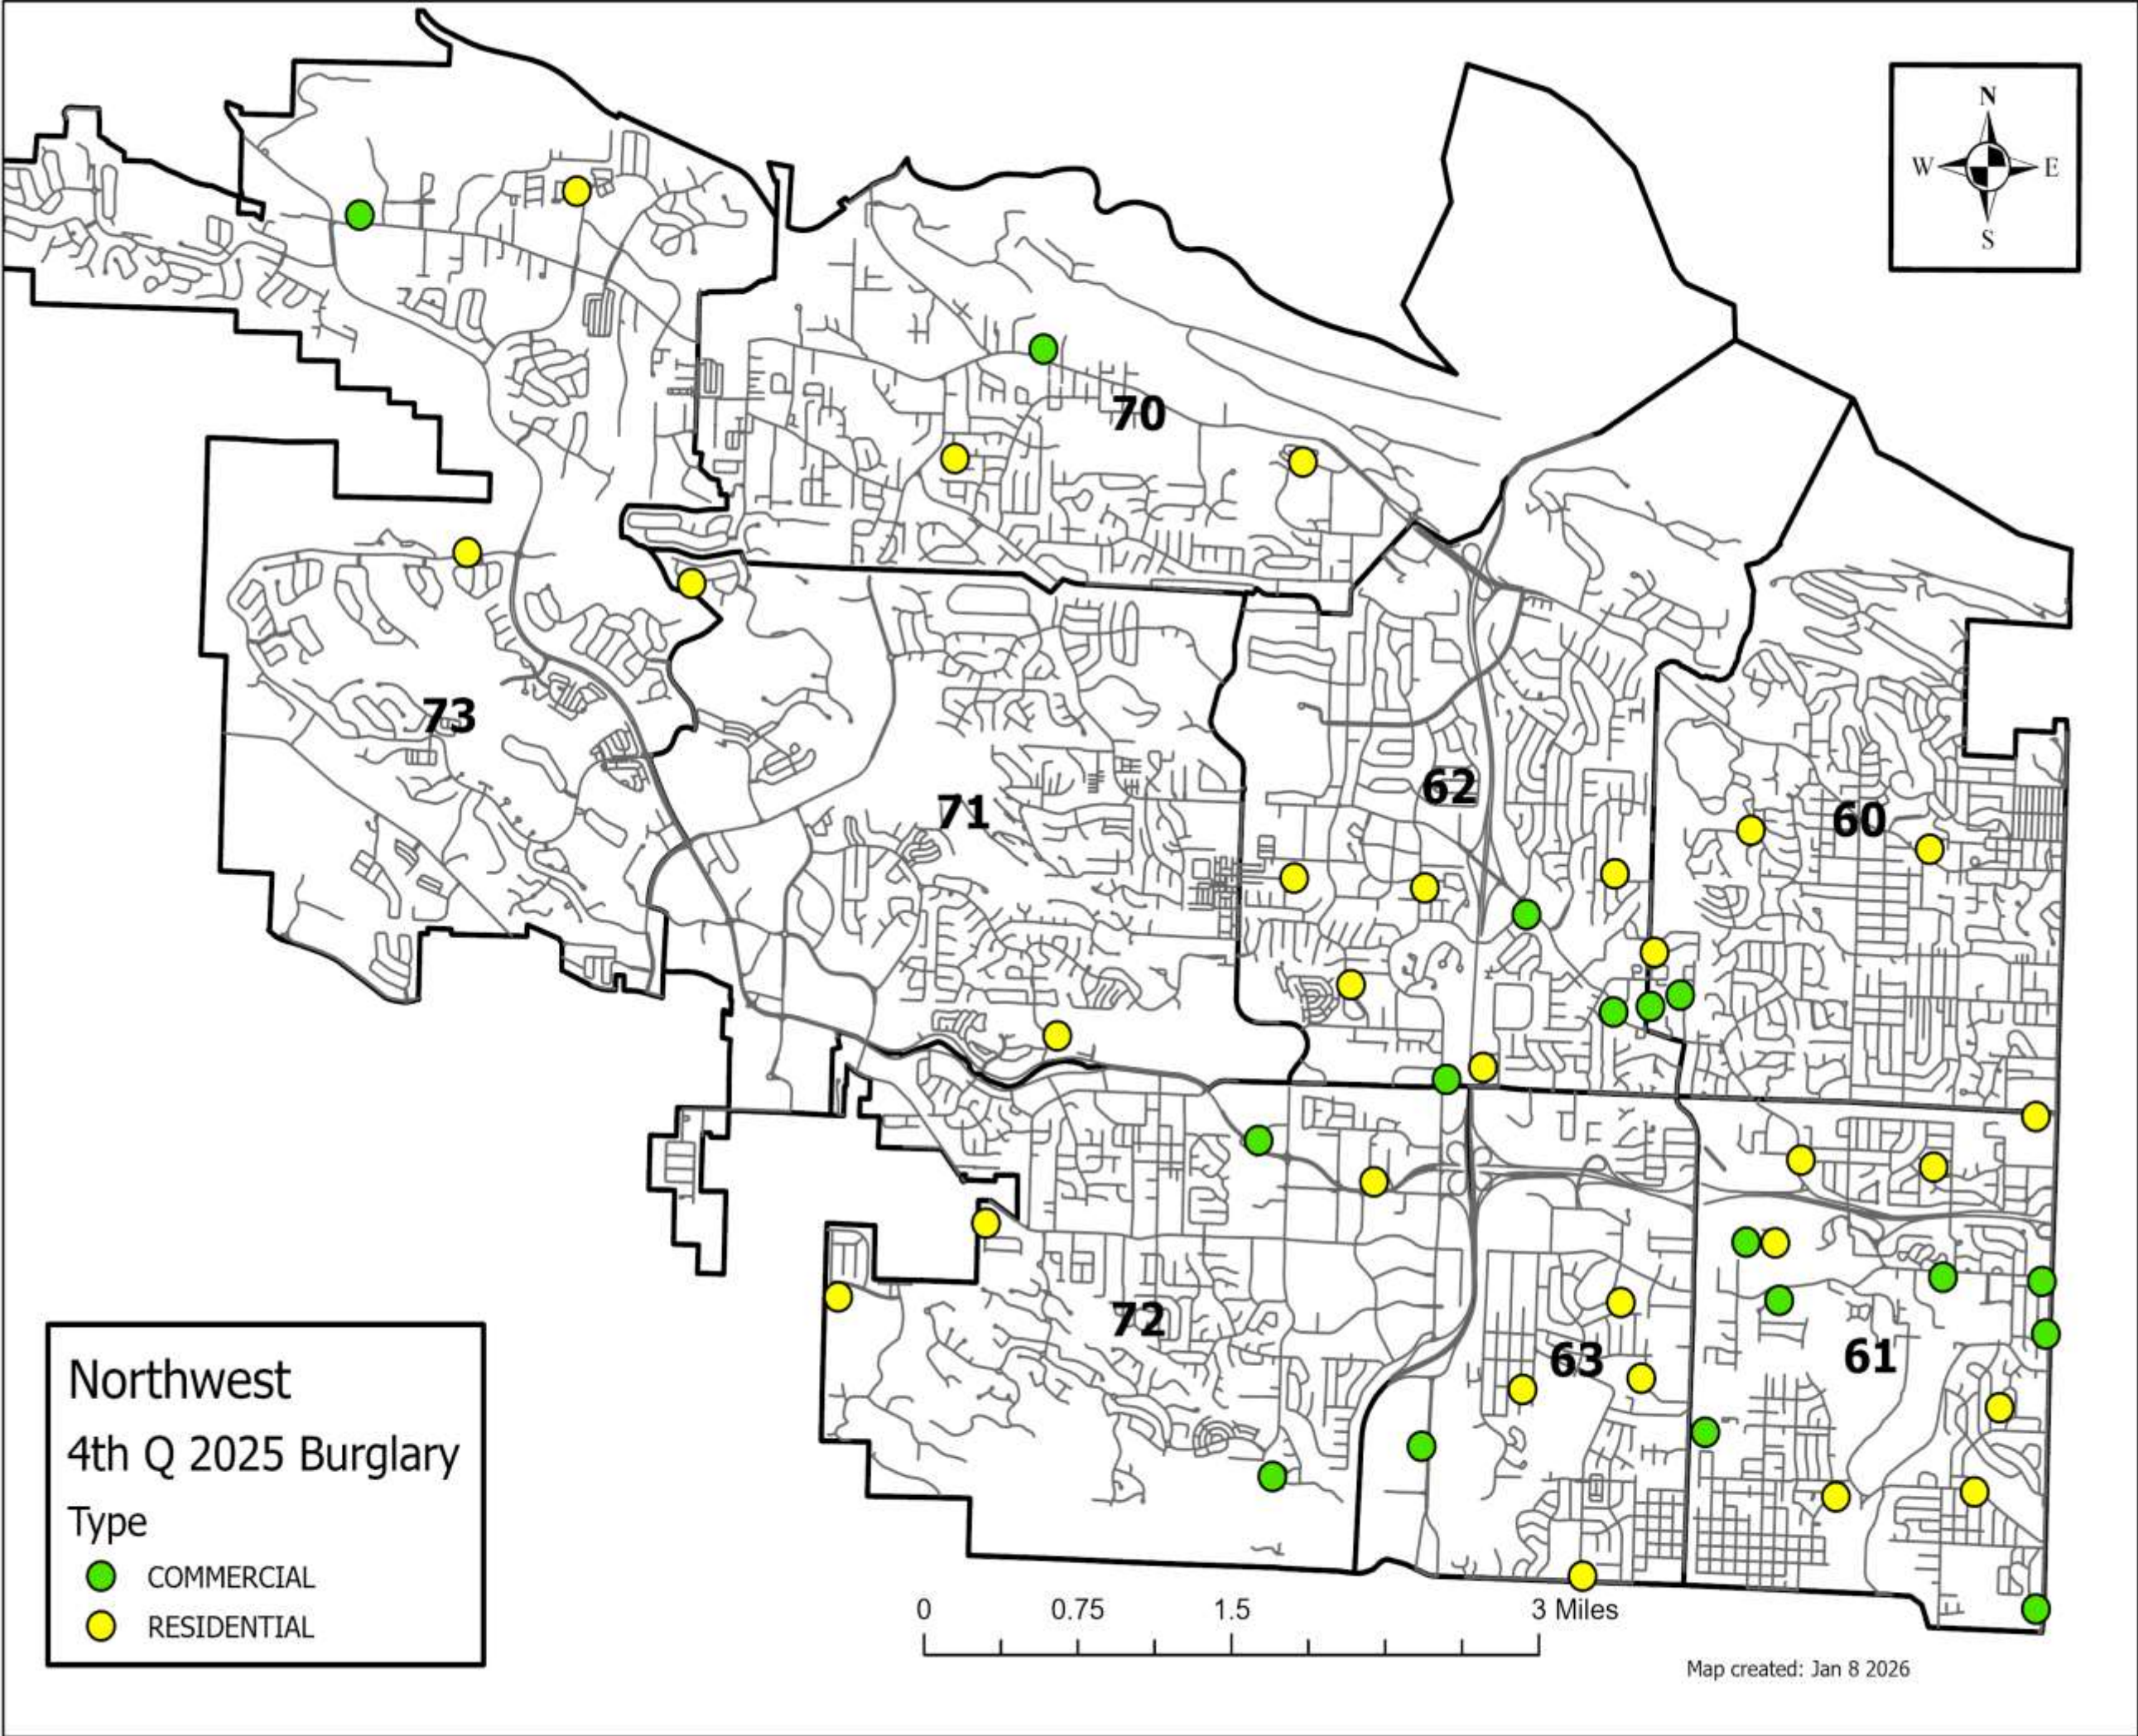 N
W E
S
70
73
71
62
60
72
63
61
Northwest
4th Q 2025 Burglary
Type
COMMERCIAL
RESIDENTIAL
0 0.75 1.5 3 Miles
Map created: Jan 8 2026